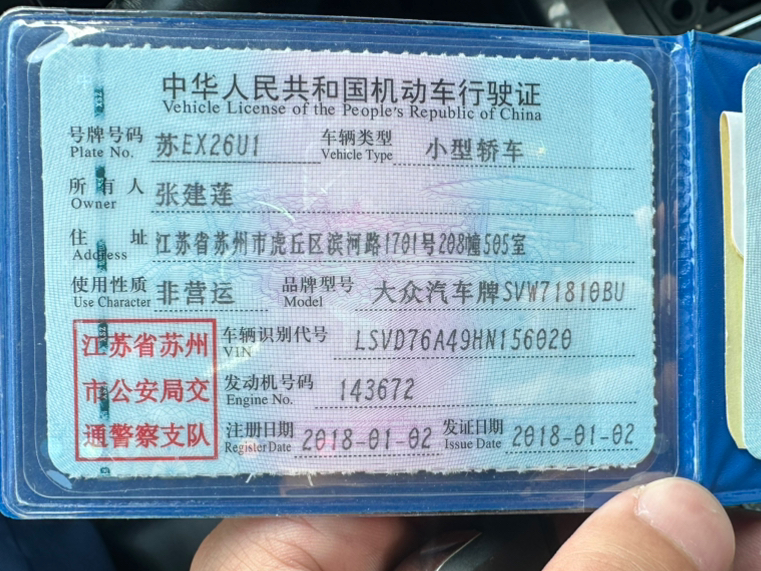 中华人民共和国机动车行驶证
Vehicle License of the People's Republic of China
号牌号码 苏EX26U1 车辆类型 小型轿车
Plate No. Vehicle Type
所有人 张建莲
Owner
住址 江苏省苏州市虎丘区滨河路1701号208幢505室
Address
使用性质 非营运 品牌型号 大众汽车牌SVW71810BU
Use Character Model
江苏省苏州 车辆识别代号 LSVD76A49HN156020
VIN
市公安局交 发动机号码 143672
Engine No.
通警察支队 注册日期 2018-01-02 发证日期 2018-01-02
Register Date Issue Date